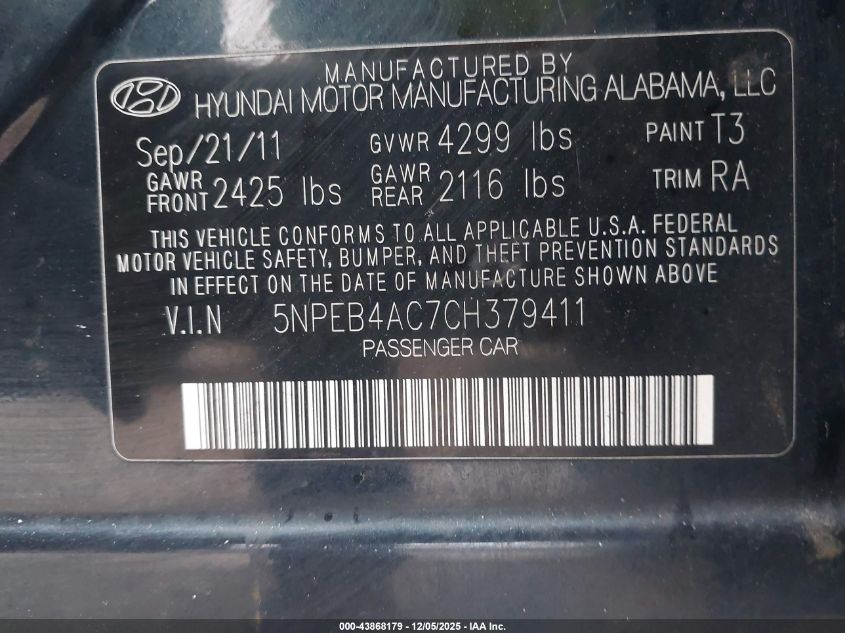 MANUFACTURED BY
HYUNDAI MOTOR MANUFACTURING ALABAMA, LLC
Sep/21/11 GVWR 4299 lbs PAINT T3
GAWR FRONT 2425 lbs GAWR REAR 2116 lbs TRIM RA
THIS VEHICLE CONFORMS TO ALL APPLICABLE U.S.A. FEDERAL
MOTOR VEHICLE SAFETY, BUMPER, AND THEFT PREVENTION STANDARDS
IN EFFECT ON THE DATE OF MANUFACTURE SHOWN ABOVE
V.I.N 5NPEB4AC7CH379411
PASSENGER CAR
000-43868179 - 12/05/2025 - IAA Inc.